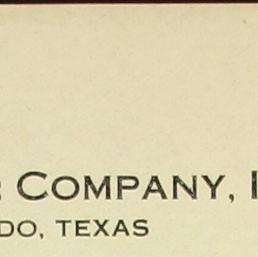 COMPANY, I
DO, TEXAS